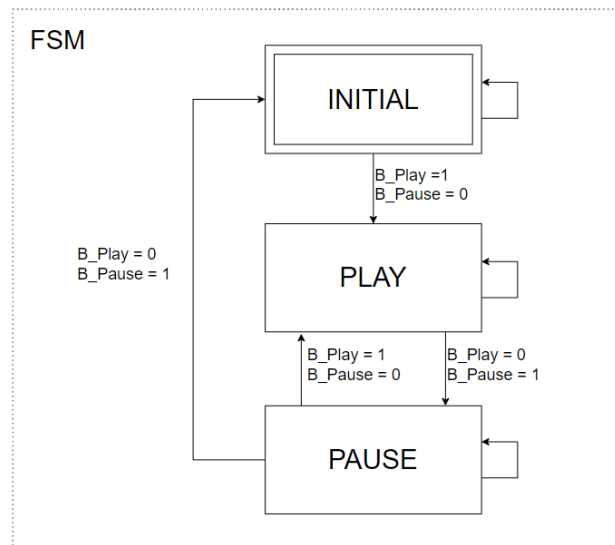 FSM
INITIAL
B_Play =1
B_Pause = 0
B_Play = 0
B_Pause = 1
PLAY
B_Play = 1
B_Pause = 0
B_Play = 0
B_Pause = 1
PAUSE